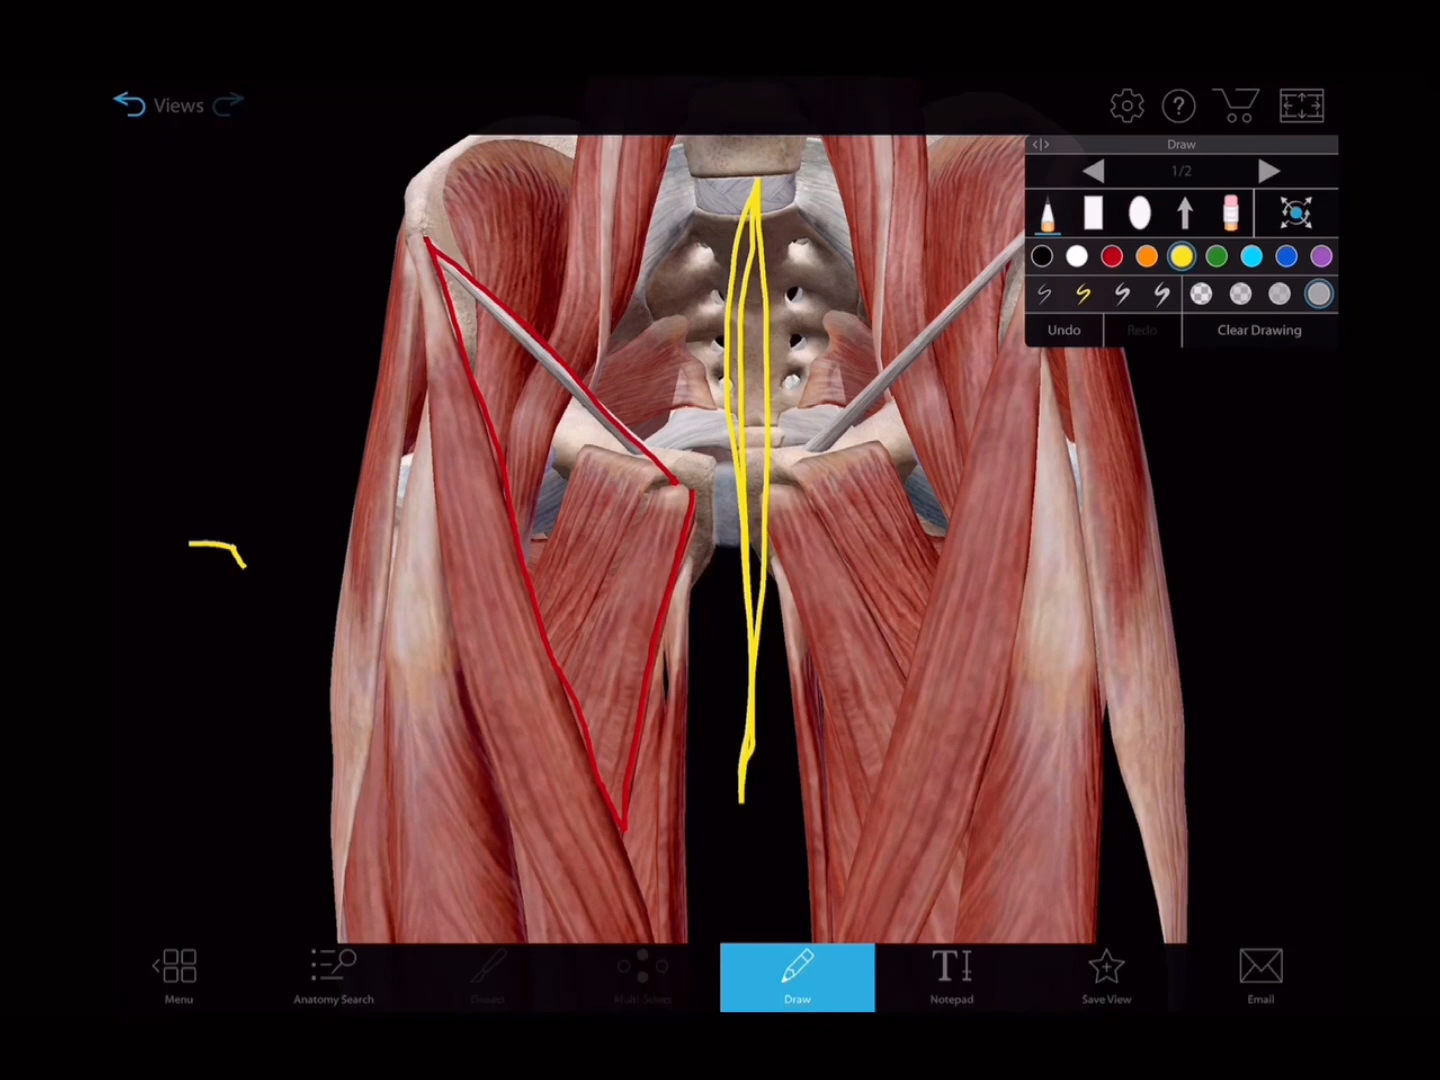 Views
Draw
1/2
Undo
Redo
Clear Drawing
Menu
Anatomy Search
Draw
Notepad
Save View
Email